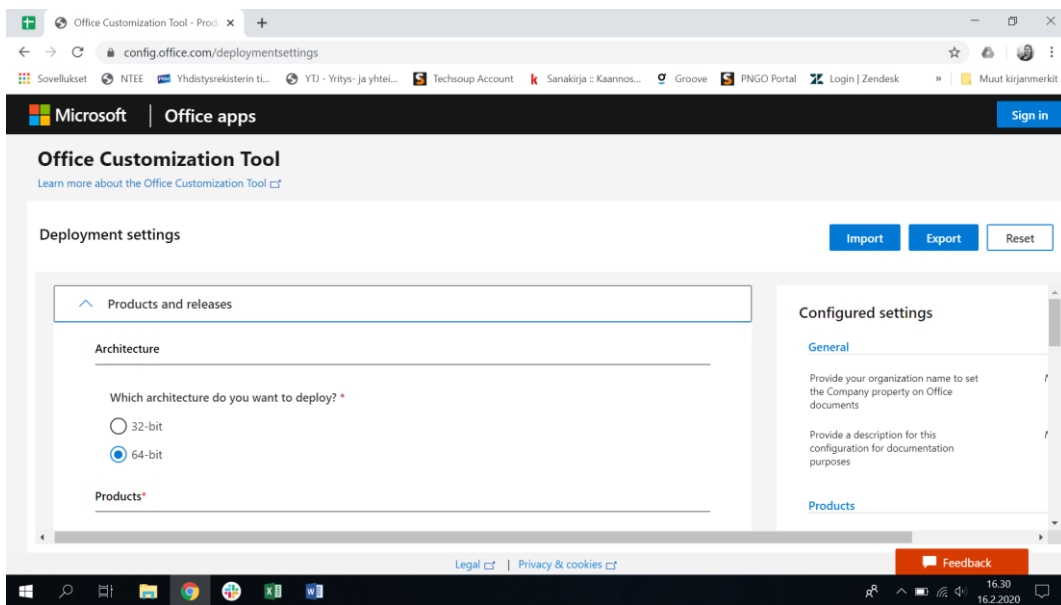 Office Customization Tool - Prod
config.office.com/deploymentsettings
Sovellukset
NTEE
Yhdistysrekisterin ti...
YTJ - Yritys- ja yhtei...
Techsoup Account
Sanakirja :: Kaannos...
Groove
PNGO Portal
Login | Zendesk
»
Muut kirjanmerkit
Microsoft | Office apps
Sign in
Office Customization Tool
Learn more about the Office Customization Tool
Deployment settings
Import
Export
Reset
Products and releases
Architecture
Which architecture do you want to deploy? *
32-bit
64-bit
Products*
Configured settings
General
Provide your organization name to set
the Company property on Office
documents
Provide a description for this
configuration for documentation
purposes
Products
Legal | Privacy & cookies
Feedback
16.30
16.2.2020